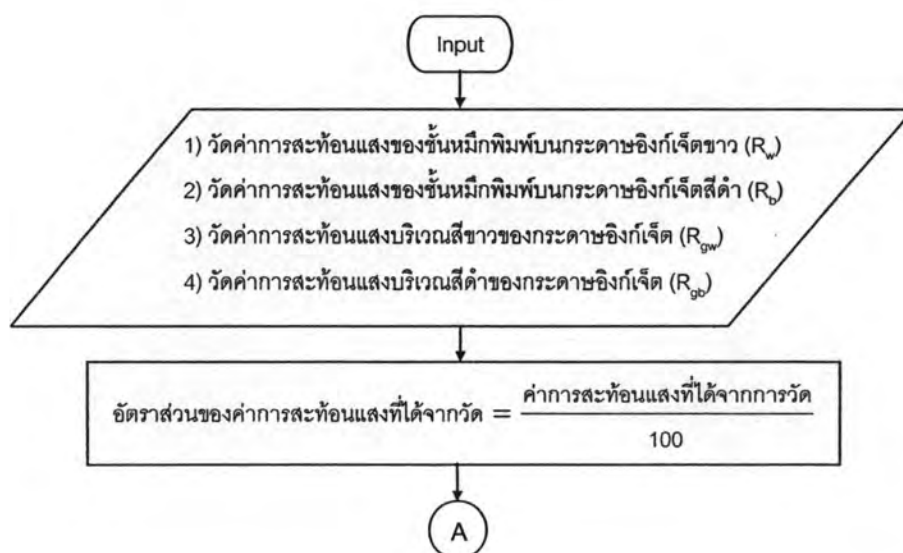 Input
1) วัดค่าการสะท้อนแสงของชั้นหมึกพิมพ์บนกระดาษอิงก์เจ็ตขาว (R_w)
2) วัดค่าการสะท้อนแสงของชั้นหมึกพิมพ์บนกระดาษอิงก์เจ็ตสีดำ (R_b)
3) วัดค่าการสะท้อนแสงบริเวณสีขาวของกระดาษอิงก์เจ็ต (R_gw)
4) วัดค่าการสะท้อนแสงบริเวณสีดำของกระดาษอิงก์เจ็ต (R_gb)
อัตราส่วนของค่าการสะท้อนแสงที่ได้จากวัด = ค่าการสะท้อนแสงที่ได้จากการวัด
100
A